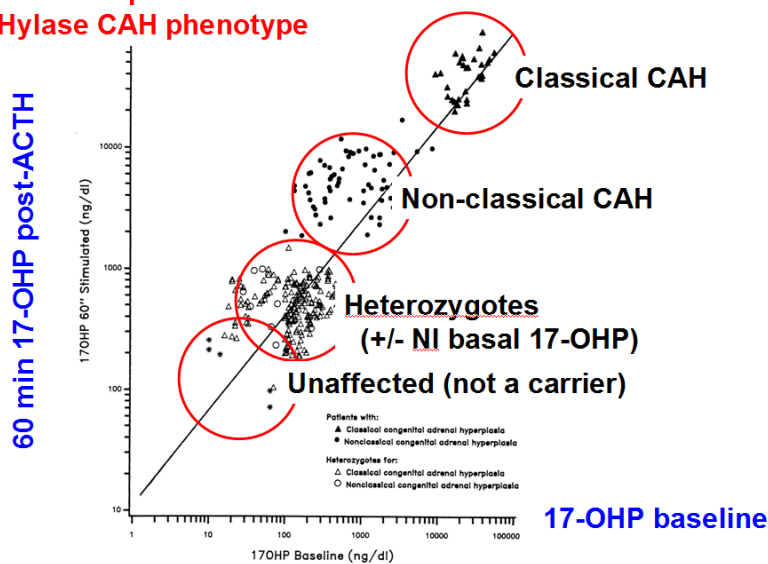 Hylase CAH phenotype
60 min 17-OHP post-ACTH
17OHP 60" Stimulated (ng/dl)
10000
1000
100
10
Classical CAH
Non-classical CAH
Heterozygotes
(+/- Nl basal 17-OHP)
Unaffected (not a carrier)
Patients with:
Classical congenital adrenal hyperplasia
Nonclassical congenital adrenal hyperplasia
Heterozygotes for:
Classical congenital adrenal hyperplasia
Nonclassical congenital adrenal hyperplasia
1 10 100 1000 10000 100000
17OHP Baseline (ng/dl)
17-OHP baseline